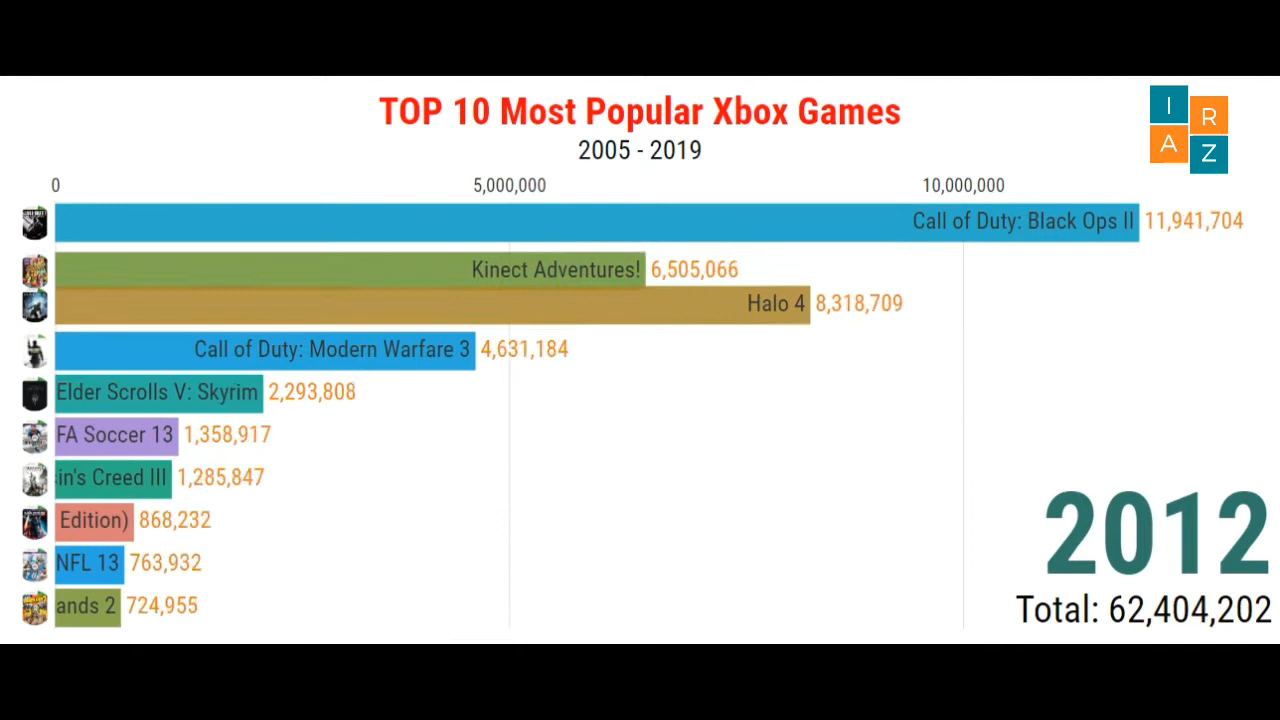 TOP 10 Most Popular Xbox Games
2005 - 2019
I R
A Z
0 5,000,000 10,000,000
Call of Duty: Black Ops II 11,941,704
Kinect Adventures! 6,505,066
Halo 4 8,318,709
Call of Duty: Modern Warfare 3 4,631,184
Elder Scrolls V: Skyrim 2,293,808
FA Soccer 13 1,358,917
in's Creed III 1,285,847
Edition) 868,232
NFL 13 763,932
ands 2 724,955
2012
Total: 62,404,202